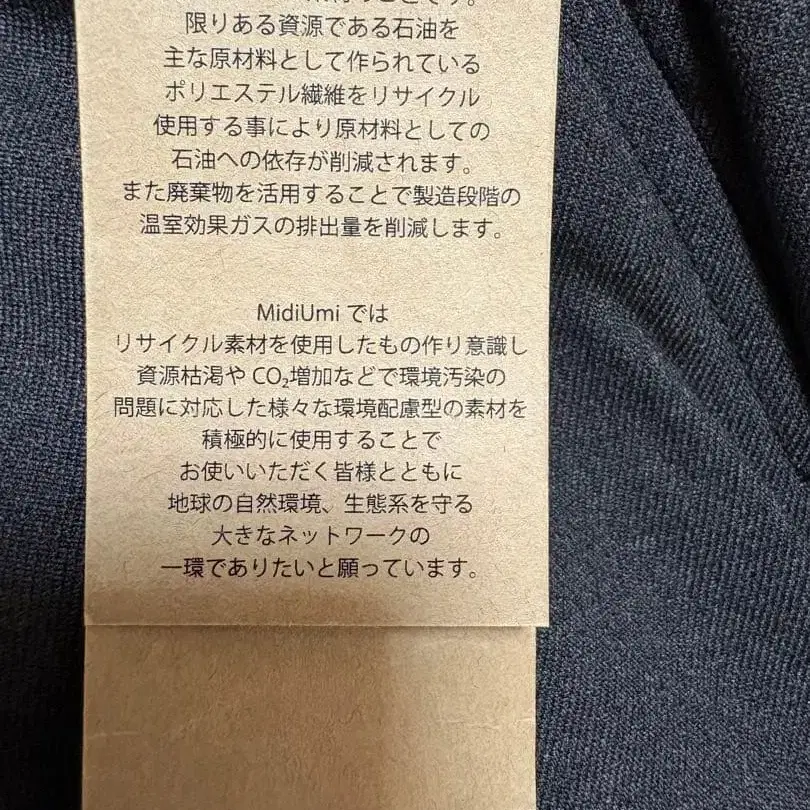 限りある資源である石油を
主な原材料として作られている
ポリエステル繊維をリサイクル
使用する事により原材料としての
石油への依存が削減されます。
また廃棄物を活用することで製造段階の
温室効果ガスの排出量を削減します。
MidiUmi では
リサイクル素材を使用したもの作り意識し
資源枯渇や CO₂増加などで環境汚染の
問題に対応した様々な環境配慮型の素材を
積極的に使用することで
お使いいただく皆様とともに
地球の自然環境、生態系を守る
大きなネットワークの
一環でありたいと願っています。